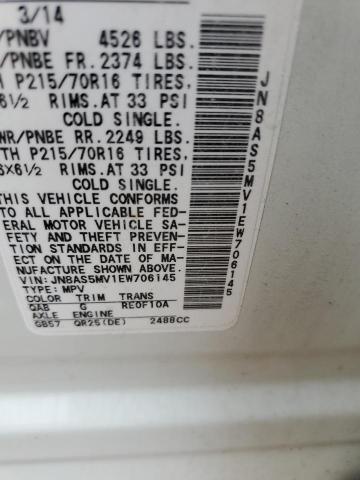 3/14
/PNBV 4526 LBS.
/PNBE FR. 2374 LBS.
TH P215/70R16 TIRES,
61/2 RIMS. AT 33 PSI
COLD SINGLE.
NR/PNBE RR. 2249 LBS.
TH P215/70R16 TIRES,
6X61/2 RIMS. AT 33 PSI
COLD SINGLE.
THIS VEHICLE CONFORMS
TO ALL APPLICABLE FED-
ERAL MOTOR VEHICLE SA-
FETY AND THEFT PREVEN-
TION STANDARDS IN EFF-
ECT ON THE DATE OF MA-
NUFACTURE SHOWN ABOVE.
VIN: JN8AS5MV1EW706145
TYPE: MPV
COLOR TRIM TRANS
QAB G RE0F10A
AXLE ENGINE
GB57 QR25(DE) 2488CC
JN8AS5MV1EW706145